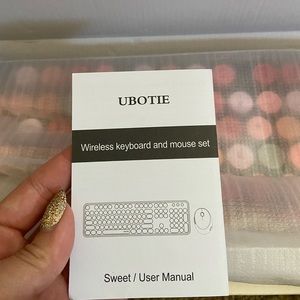 UBOTIE
Wireless keyboard and mouse set
Sweet / User Manual